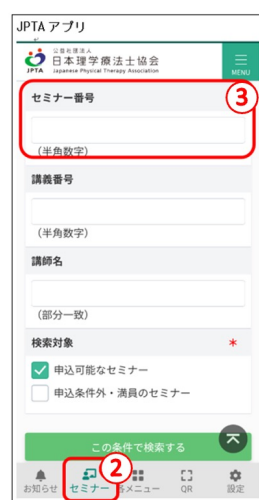 JPTA アプリ
公益社団法人
日本理学療法士協会
JPTA Japanese Physical Therapy Association
MENU
セミナー番号
③
(半角数字)
講義番号
(半角数字)
講師名
(部分一致)
検索対象 *
申込可能なセミナー
申込条件外・満員のセミナー
この条件で検索する
②
お知らせ セミナー 各メニュー QR 設定